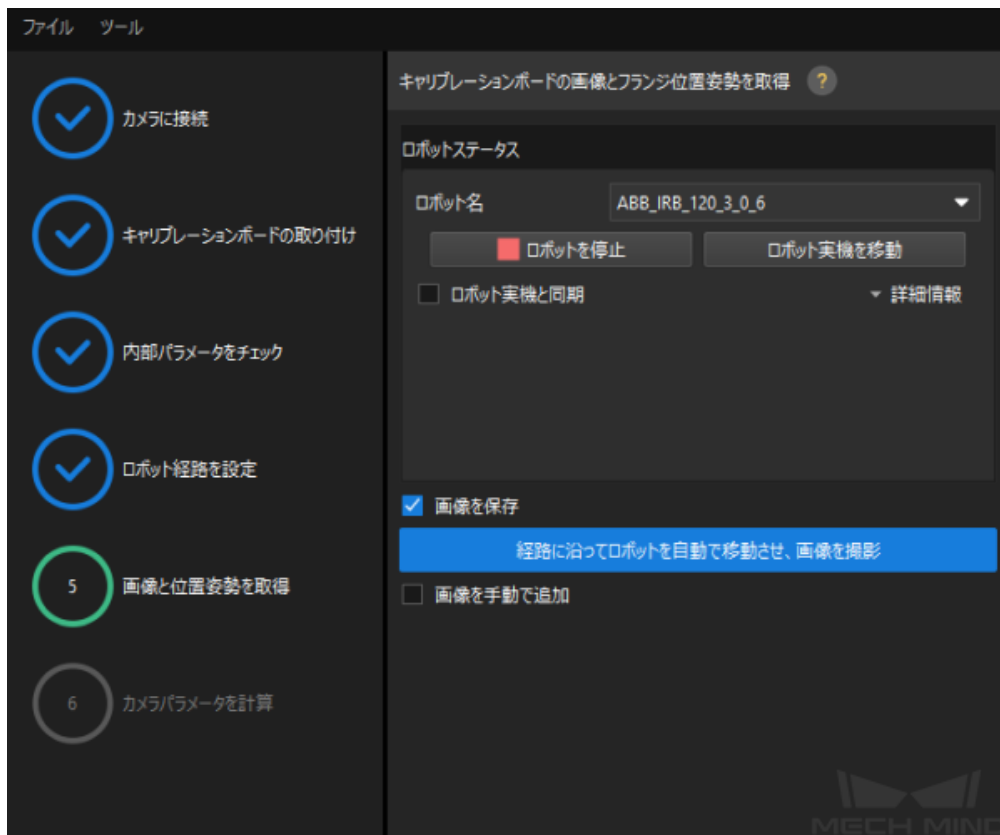 ファイル ツール
カメラに接続
キャリブレーションボードの取り付け
内部パラメータをチェック
ロボット経路を設定
5 画像と位置姿勢を取得
6 カメラパラメータを計算
キャリブレーションボードの画像とフランジ位置姿勢を取得 ?
ロボットステータス
ロボット名 ABB_IRB_120_3_0_6
ロボットを停止 ロボット実機を移動
ロボット実機と同期 詳細情報
画像を保存
経路に沿ってロボットを自動で移動させ、画像を撮影
画像を手動で追加
MECH MIND